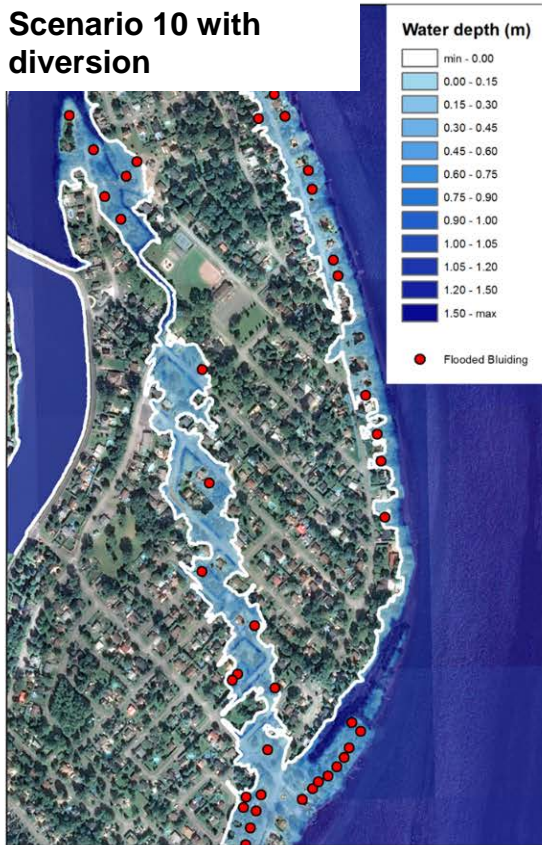 Scenario 10 with
diversion
Water depth (m)
min - 0.00
0.00 - 0.15
0.15 - 0.30
0.30 - 0.45
0.45 - 0.60
0.60 - 0.75
0.75 - 0.90
0.90 - 1.00
1.00 - 1.05
1.05 - 1.20
1.20 - 1.50
1.50 - max
Flooded Bluiding